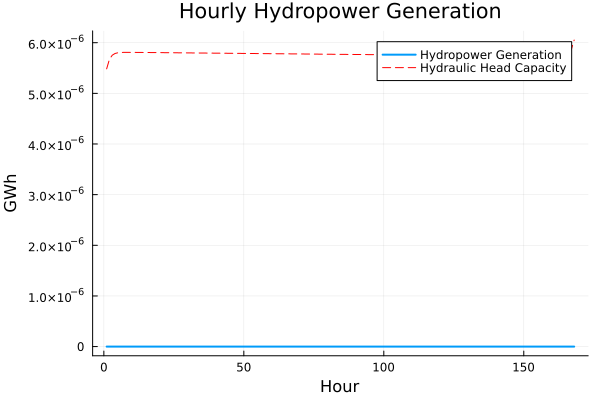 Hourly Hydropower Generation
6.0×10⁻⁶
5.0×10⁻⁶
4.0×10⁻⁶
3.0×10⁻⁶
2.0×10⁻⁶
1.0×10⁻⁶
0
GWh
Hydropower Generation
Hydraulic Head Capacity
0 50 100 150
Hour